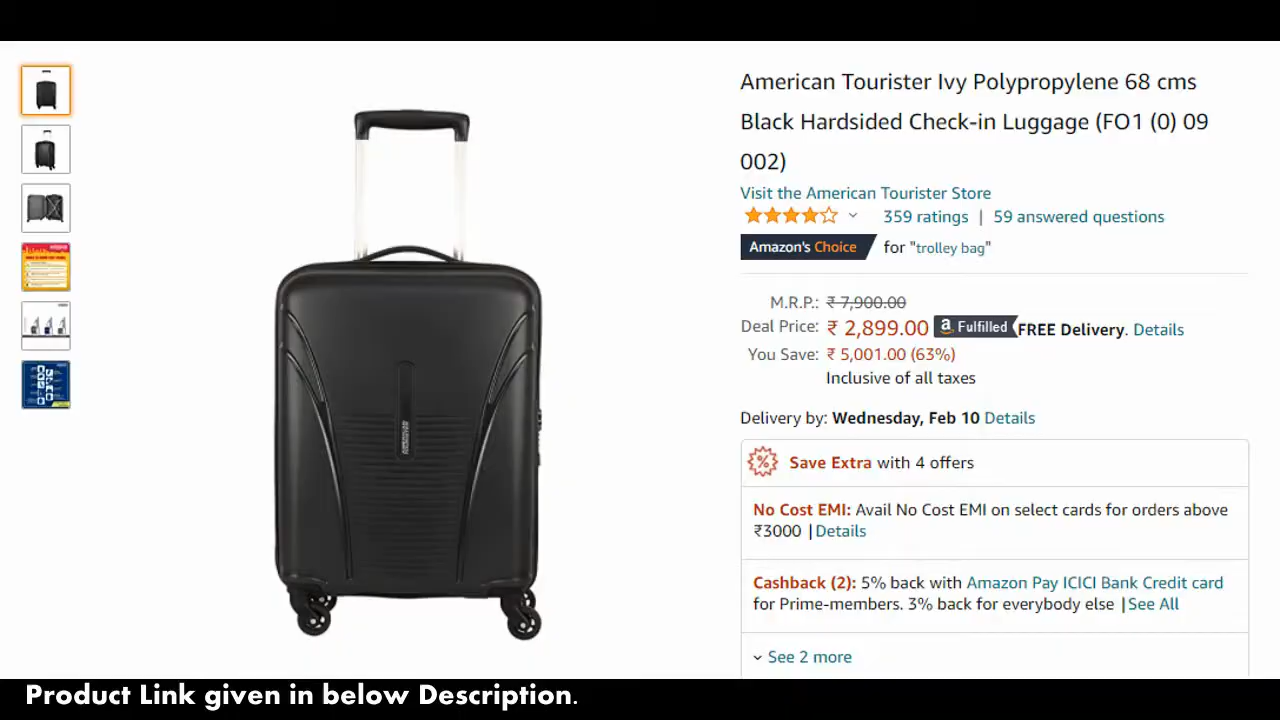 American Tourister Ivy Polypropylene 68 cms
Black Hardsided Check-in Luggage (FO1 (0) 09
002)
Visit the American Tourister Store
359 ratings | 59 answered questions
Amazon's Choice for "trolley bag"
M.R.P.: ₹ 7,900.00
Deal Price: ₹ 2,899.00 a Fulfilled FREE Delivery. Details
You Save: ₹ 5,001.00 (63%)
Inclusive of all taxes
Delivery by: Wednesday, Feb 10 Details
% Save Extra with 4 offers
No Cost EMI: Avail No Cost EMI on select cards for orders above
₹3000 | Details
Cashback (2): 5% back with Amazon Pay ICICI Bank Credit card
for Prime-members. 3% back for everybody else | See All
See 2 more
Product Link given in below Description.